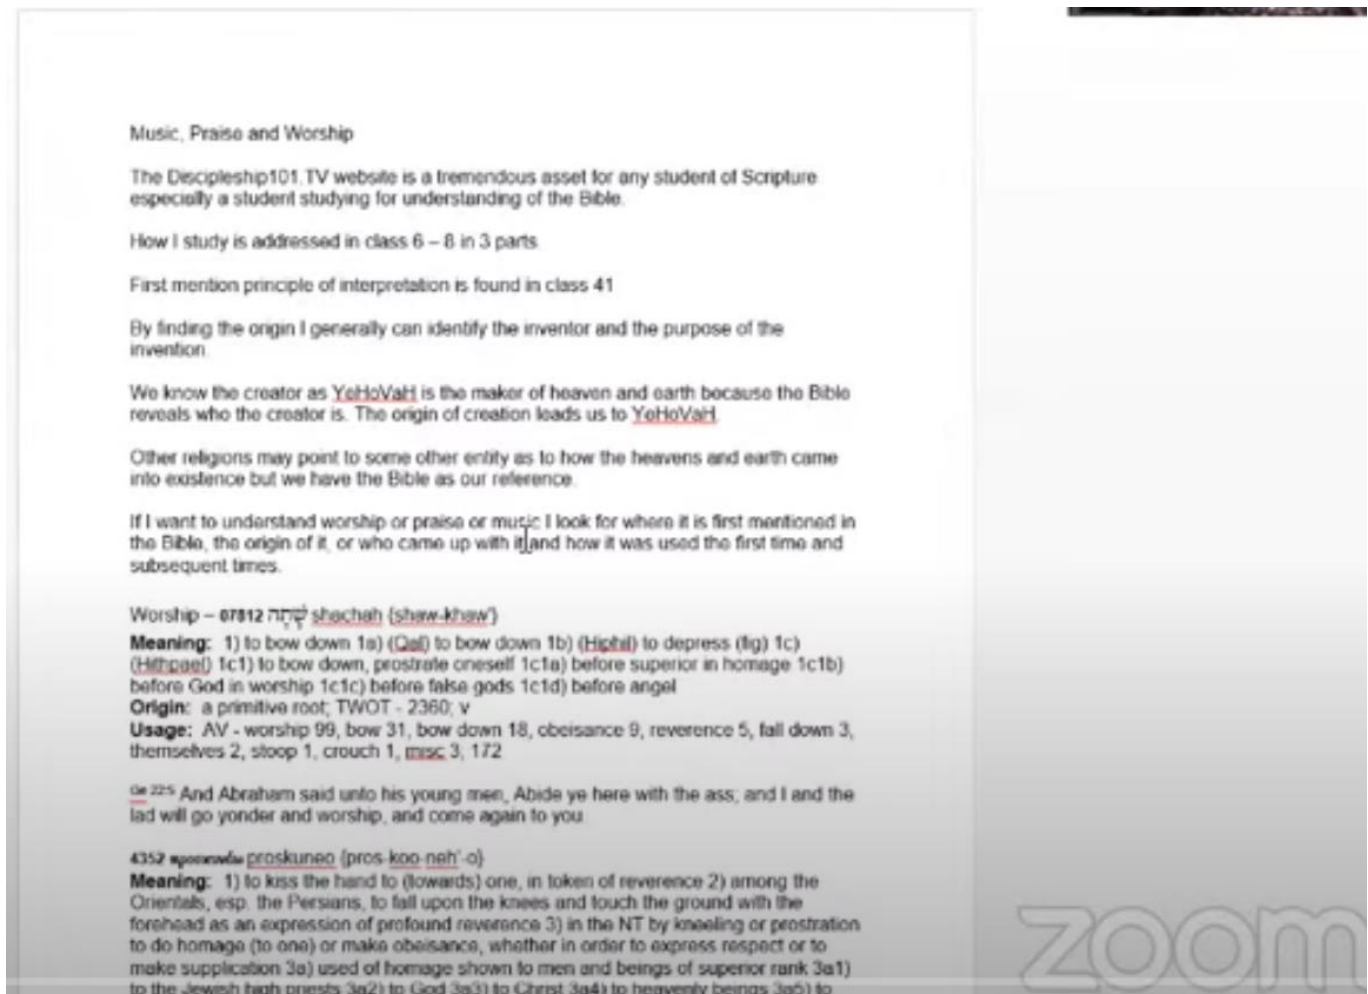 Music, Praise and Worship
The Discipleship101.TV website is a tremendous asset for any student of Scripture
especially a student studying for understanding of the Bible.
How I study is addressed in class 6 – 8 in 3 parts
First mention principle of interpretation is found in class 41
By finding the origin I generally can identify the inventor and the purpose of the
invention.
We know the creator as YeHoVaH is the maker of heaven and earth because the Bible
reveals who the creator is. The origin of creation leads us to YeHoVaH.
Other religions may point to some other entity as to how the heavens and earth came
into existence but we have the Bible as our reference.
If I want to understand worship or praise or music I look for where it is first mentioned in
the Bible, the origin of it, or who came up with it and how it was used the first time and
subsequent times.
Worship – 07812 שָׁחָה shachah {shaw-khaw'}
Meaning: 1) to bow down 1a) (Qal) to bow down 1b) (Hiphil) to depress (fig) 1c)
(Hithpael) 1c1) to bow down, prostrate oneself 1c1a) before superior in homage 1c1b)
before God in worship 1c1c) before false gods 1c1d) before angel
Origin: a primitive root; TWOT - 2360; v
Usage: AV - worship 99, bow 31, bow down 18, obeisance 9, reverence 5, fall down 3,
themselves 2, stoop 1, crouch 1, misc 3, 172
Ge 22:5 And Abraham said unto his young men, Abide ye here with the ass; and I and the
lad will go yonder and worship, and come again to you
4352 proskuneo {pros-koo-neh'-o}
Meaning: 1) to kiss the hand to (towards) one, in token of reverence 2) among the
Orientals, esp. the Persians, to fall upon the knees and touch the ground with the
forehead as an expression of profound reverence 3) in the NT by kneeling or prostration
to do homage (to one) or make obeisance, whether in order to express respect or to
make supplication 3a) used of homage shown to men and beings of superior rank 3a1)
to the Jewish high priests 3a2) to God 3a3) to Christ 3a4) to heavenly beings 3a5) to
zoom